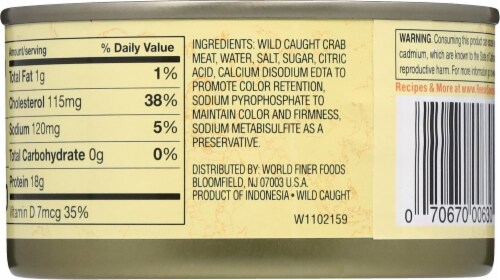 Amount/serving % Daily Value
Total Fat 1g 1%
Cholesterol 115mg 38%
Sodium 120mg 5%
Total Carbohydrate 0g 0%
Protein 18g
Vitamin D 7mcg 35%
INGREDIENTS: WILD CAUGHT CRAB
MEAT, WATER, SALT, SUGAR, CITRIC
ACID, CALCIUM DISODIUM EDTA TO
PROMOTE COLOR RETENTION,
SODIUM PYROPHOSPHATE TO
MAINTAIN COLOR AND FIRMNESS,
SODIUM METABISULFITE AS A
PRESERVATIVE.
DISTRIBUTED BY: WORLD FINER FOODS
BLOOMFIELD, NJ 07003 U.S.A.
PRODUCT OF INDONESIA • WILD CAUGHT
W1102159
WARNING: Consuming this product can
cadmium, which are known to the State of
reproductive harm. For more information
Recipes & More at
0 70670 00630